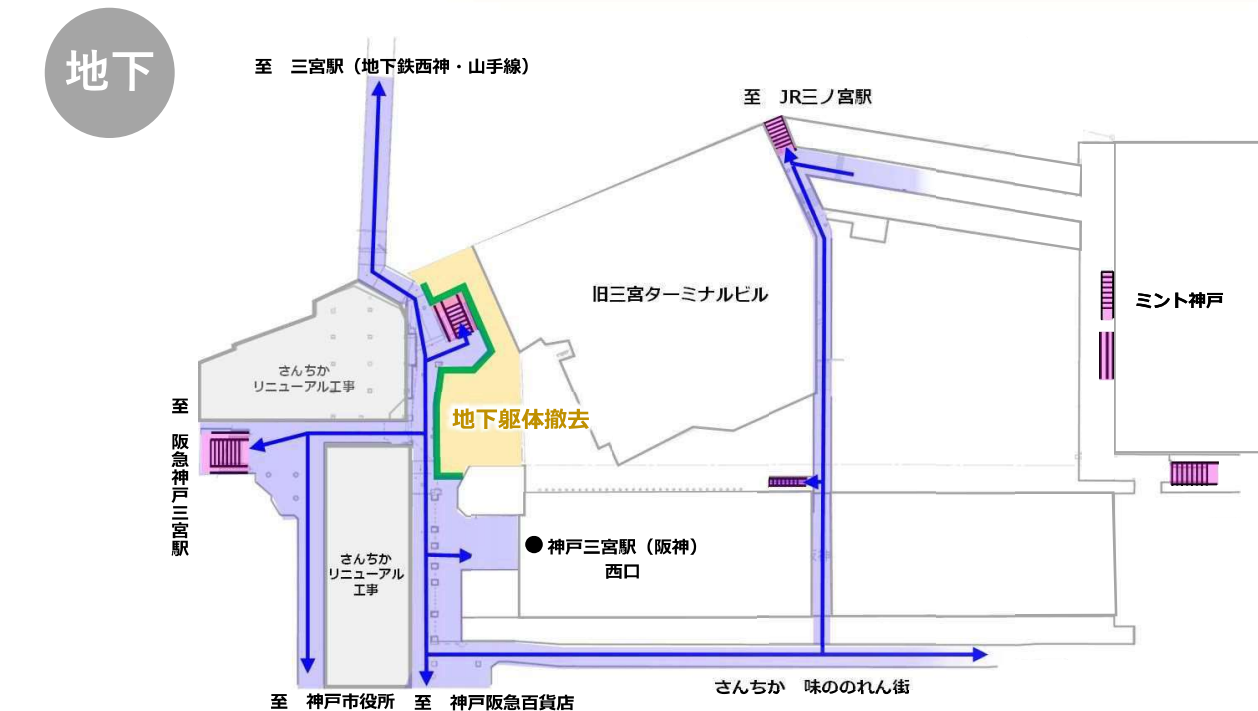 地下
至　三宮駅（地下鉄西神・山手線）
至　JR三ノ宮駅
旧三宮ターミナルビル
ミント神戸
さんちか
リニューアル工事
至　阪急神戸三宮駅
地下躯体撤去
さんちか
リニューアル
工事
神戸三宮駅（阪神）
西口
さんちか　味ののれん街
至　神戸市役所
至　神戸阪急百貨店